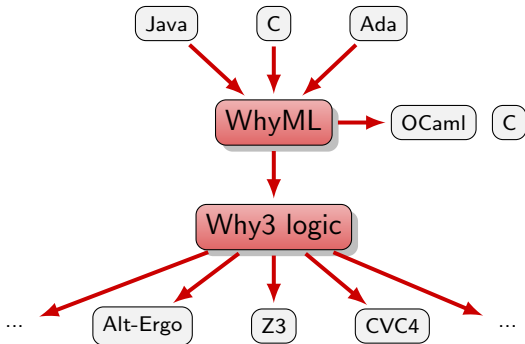 Java C Ada
WhyML OCaml C
Why3 logic
... Alt-Ergo Z3 CVC4 ...